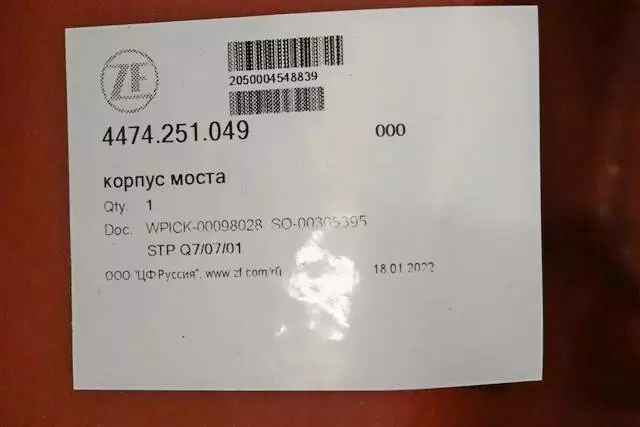 ZF
2050004548839
4474.251.049 000
корпус моста
Qty. 1
Doc. WPICK-00098028 SO-00305395
STP Q7/07/01
ООО "ЦФ Руссия", www.zf.com/ru 18.01.2022